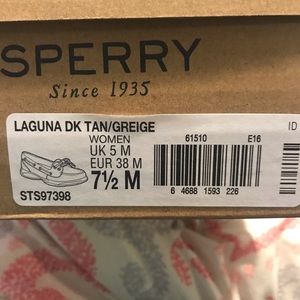 SPERRY
Since 1935
LAGUNA DK TAN/GREIGE
ID
WOMEN
UK 5 M
EUR 38 M
7½ M
61510 E16
6 46881 1593 226
STS97398